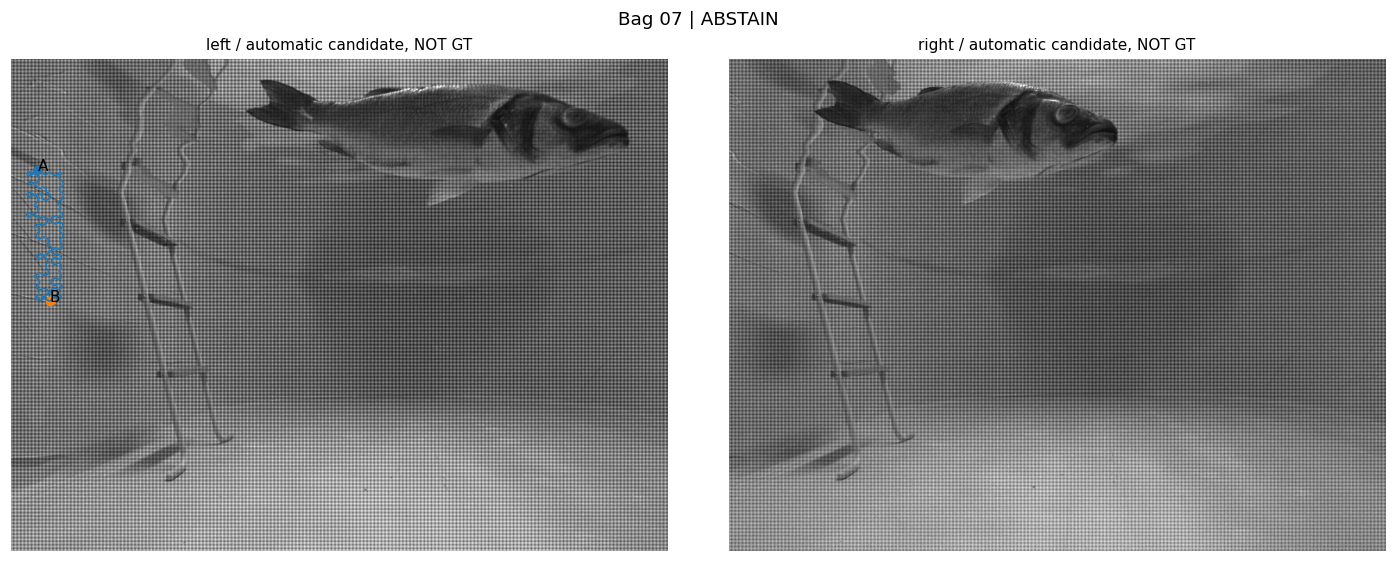 Bag 07 | ABSTAIN
left / automatic candidate, NOT GT
right / automatic candidate, NOT GT
A
B